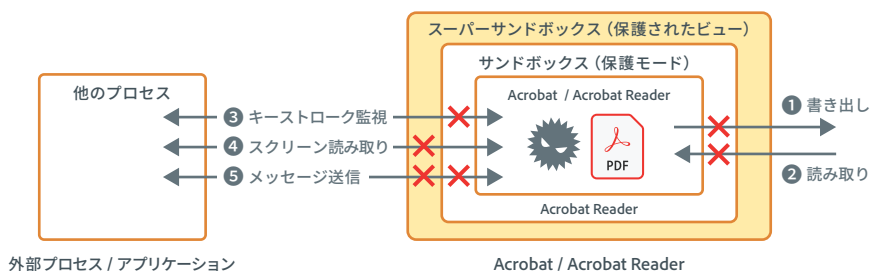 スーパーサンドボックス（保護されたビュー）
サンドボックス（保護モード）
他のプロセス
Acrobat / Acrobat Reader
❶ 書き出し
❸ キーストローク監視
❹ スクリーン読み取り
PDF
❷ 読み取り
❺ メッセージ送信
Acrobat Reader
外部プロセス / アプリケーション
Acrobat / Acrobat Reader